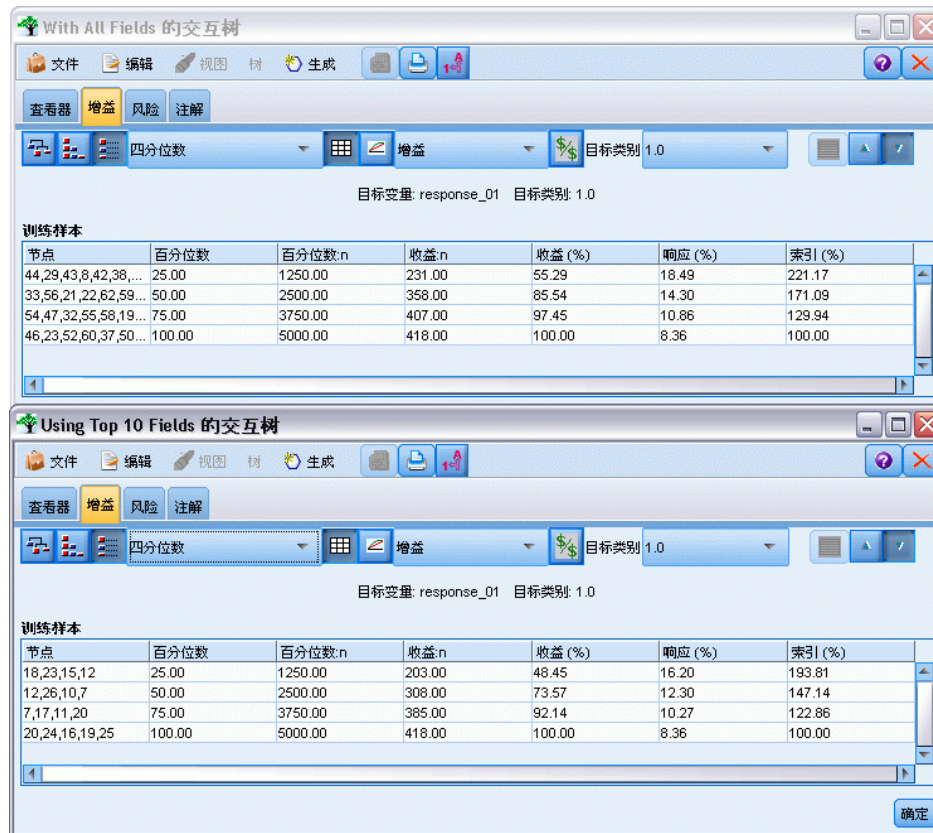 With All Fields 的交互树
文件 编辑 视图 树 生成
查看器 增益 风险 注解
四分位数 增益 目标类别 1.0
目标变量: response_01 目标类别: 1.0
训练样本
节点 百分位数 百分位数:n 收益:n 收益 (%) 响应 (%) 索引 (%)
44,29,43,8,42,38,... 25.00 1250.00 231.00 55.29 18.49 221.17
33,56,21,22,62,59... 50.00 2500.00 358.00 85.54 14.30 171.09
54,47,32,55,58,19... 75.00 3750.00 407.00 97.45 10.86 129.94
46,23,52,60,37,50... 100.00 5000.00 418.00 100.00 8.36 100.00
Using Top 10 Fields 的交互树
文件 编辑 视图 树 生成
查看器 增益 风险 注解
四分位数 增益 目标类别 1.0
目标变量: response_01 目标类别: 1.0
训练样本
节点 百分位数 百分位数:n 收益:n 收益 (%) 响应 (%) 索引 (%)
18,23,15,12 25.00 1250.00 203.00 48.45 16.20 193.81
12,26,10,7 50.00 2500.00 308.00 73.57 12.30 147.14
7,17,11,20 75.00 3750.00 385.00 92.14 10.27 122.86
20,24,16,19,25 100.00 5000.00 418.00 100.00 8.36 100.00
确定